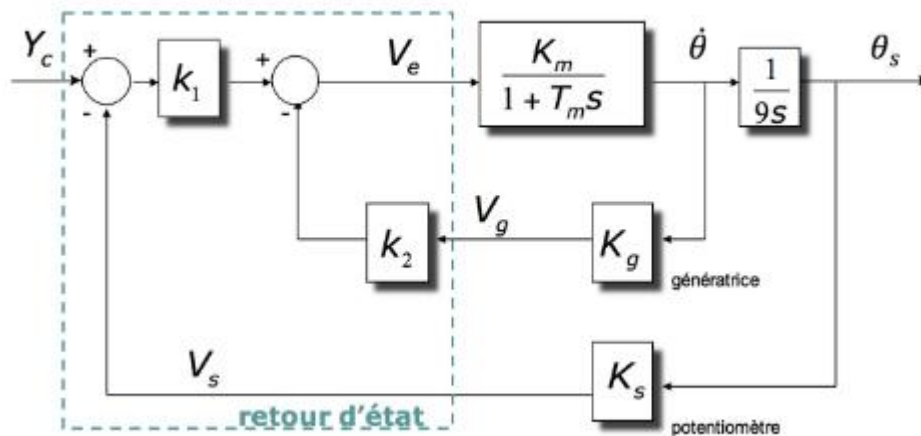 Y_c
+
-
k_1
+
-
V_e
K_m
1 + T_m s
θ̇
1
9s
θ_s
k_2
V_g
K_g
génératrice
V_s
K_s
retour d'état
potentiomètre